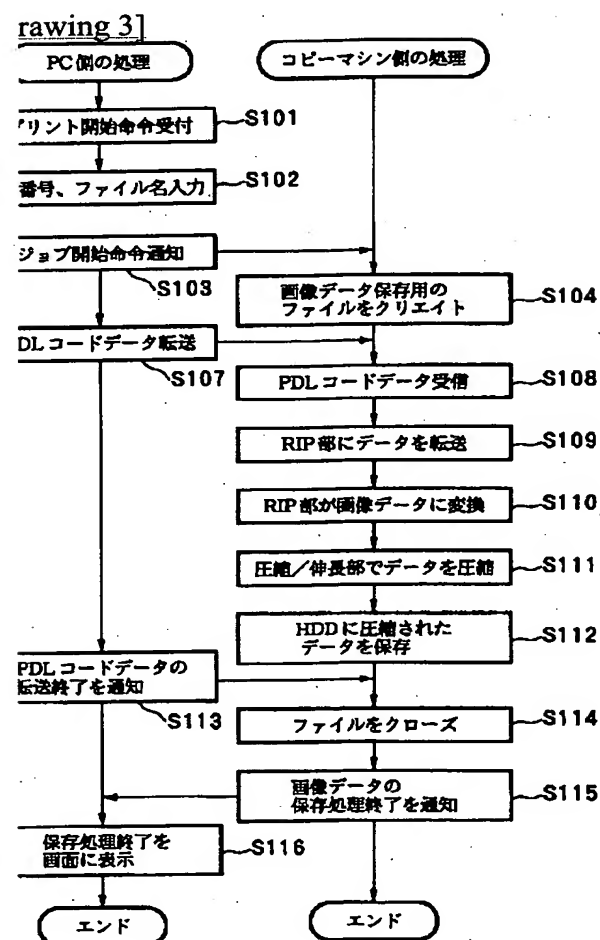 rawing 3]
PC側の処理
コピーマシン側の処理
リント開始命令受付
S101
番号、ファイル名入力
S102
ジョブ開始命令通知
S103
画像データ保存用の
ファイルをクリエイト
S104
DLコードデータ転送
S107
PDLコードデータ受信
S108
RIP部にデータを転送
S109
RIP部が画像データに変換
S110
圧縮/伸長部でデータを圧縮
S111
HDDに圧縮された
データを保存
S112
PDLコードデータの
転送終了を通知
S113
ファイルをクローズ
S114
画像データの
保存処理終了を通知
S115
保存処理終了を
画面に表示
S116
エンド
エンド